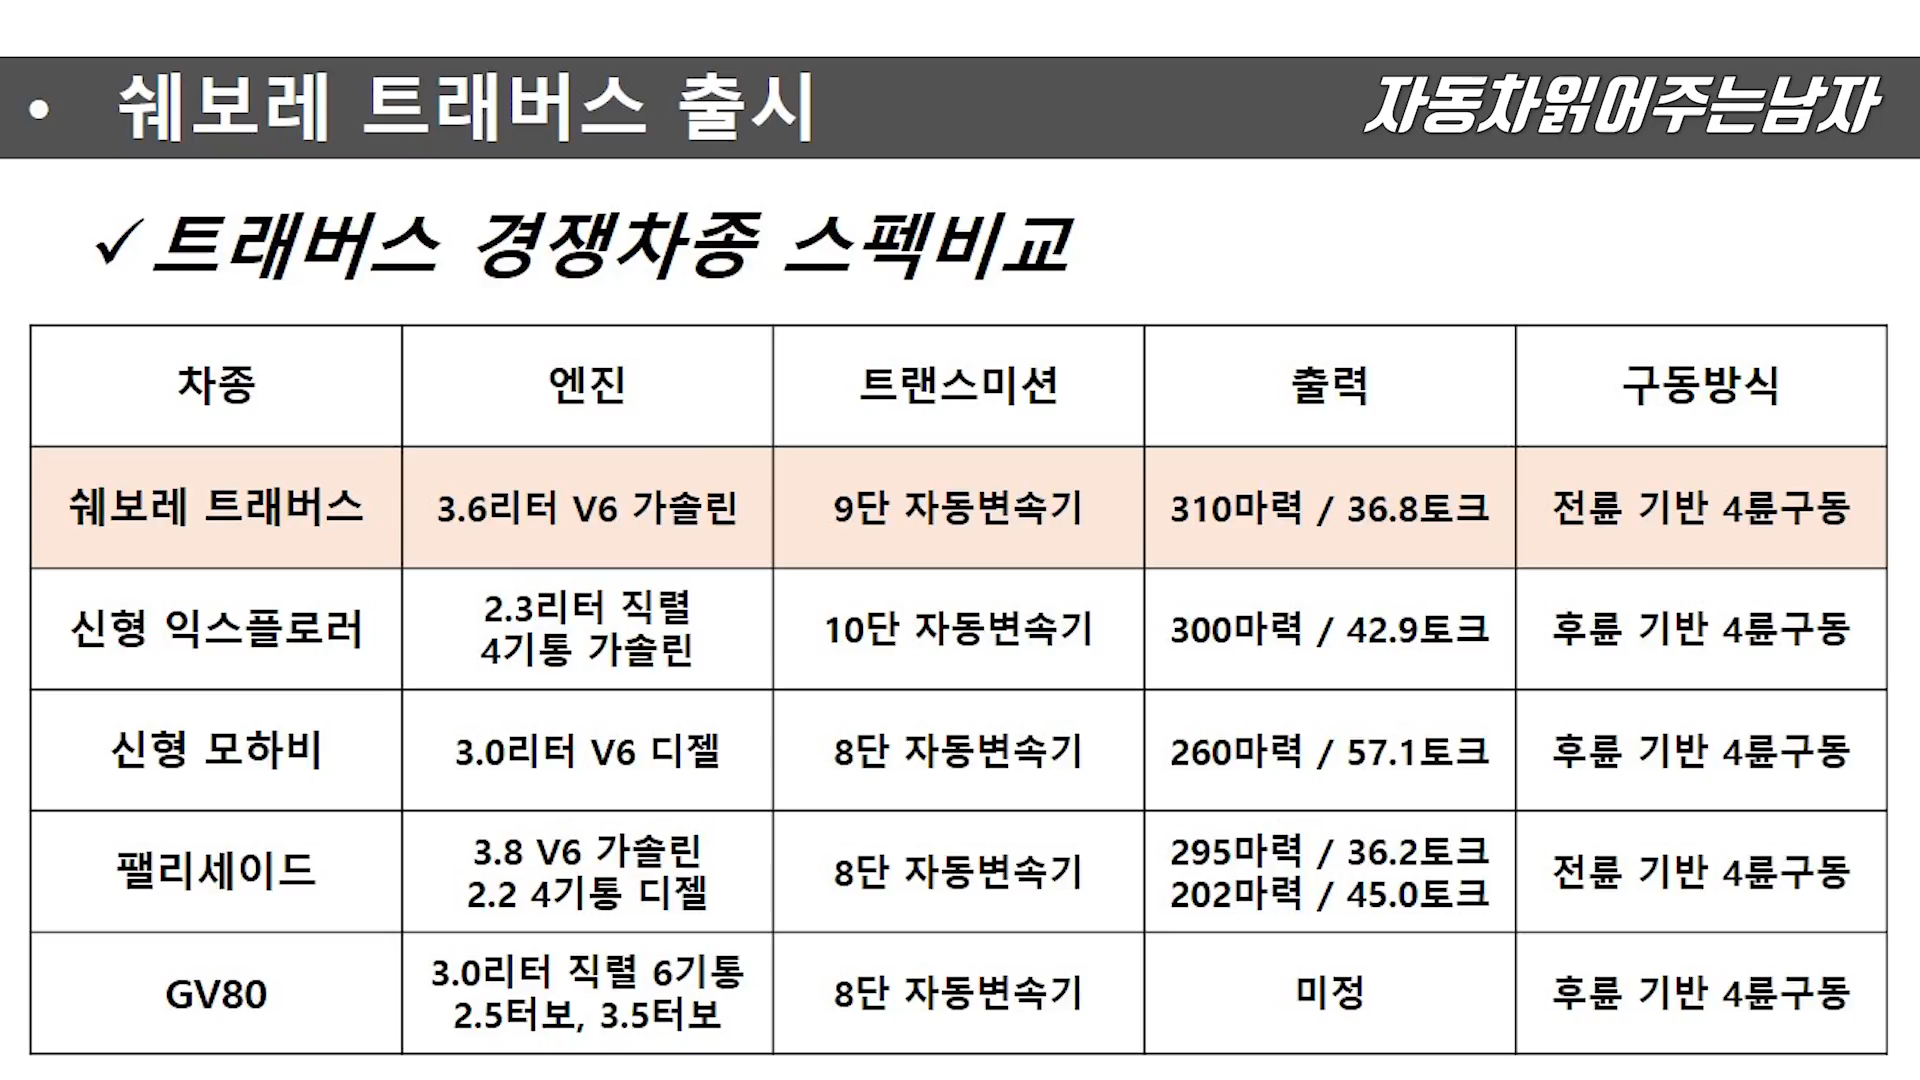 • 쉐보레 트래버스 출시
자동차읽어주는남자
✓ 트래버스 경쟁차종 스펙비교
차종 엔진 트랜스미션 출력 구동방식
쉐보레 트래버스 3.6리터 V6 가솔린 9단 자동변속기 310마력 / 36.8토크 전륜 기반 4륜구동
신형 익스플로러 2.3리터 직렬
4기통 가솔린 10단 자동변속기 300마력 / 42.9토크 후륜 기반 4륜구동
신형 모하비 3.0리터 V6 디젤 8단 자동변속기 260마력 / 57.1토크 후륜 기반 4륜구동
팰리세이드 3.8 V6 가솔린
2.2 4기통 디젤 8단 자동변속기 295마력 / 36.2토크
202마력 / 45.0토크 전륜 기반 4륜구동
GV80 3.0리터 직렬 6기통
2.5터보, 3.5터보 8단 자동변속기 미정 후륜 기반 4륜구동